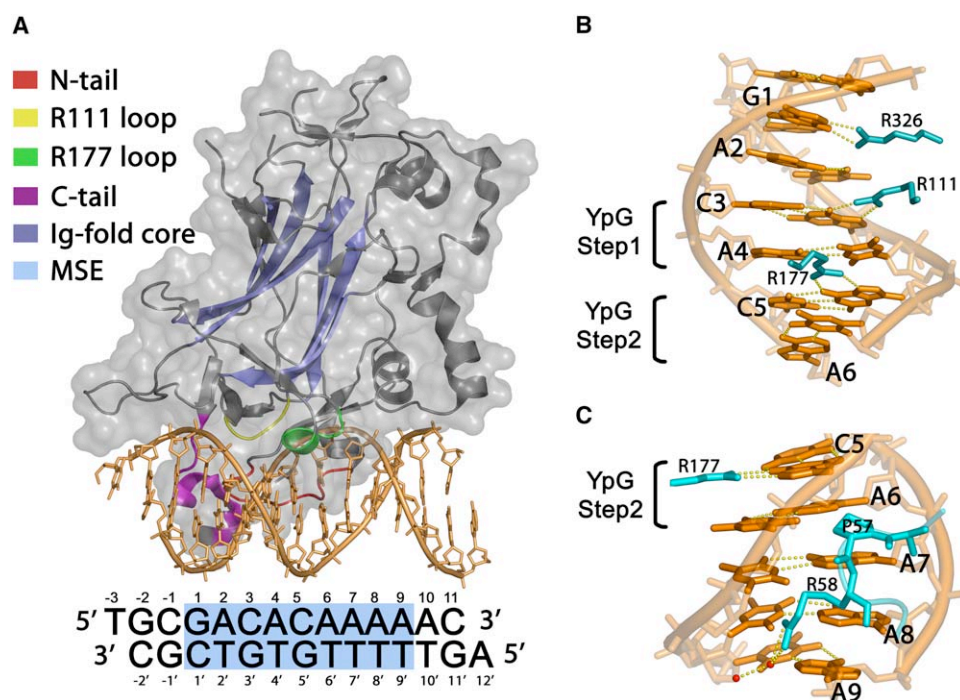 A
N-tail
R111 loop
R177 loop
C-tail
Ig-fold core
MSE
-3 -2 -1 1 2 3 4 5 6 7 8 9 10 11
5' TGCGACACAAAAAC 3'
3' CGCTGTGTTTTTGA 5'
-2' -1' 1' 2' 3' 4' 5' 6' 7' 8' 9' 10' 11' 12'
B
G1
R326
A2
R111
C3
YpG
Step1
A4
R177
YpG
Step2
C5
A6
C
C5
R177
YpG
Step2
A6
P57
A7
R58
A8
A9